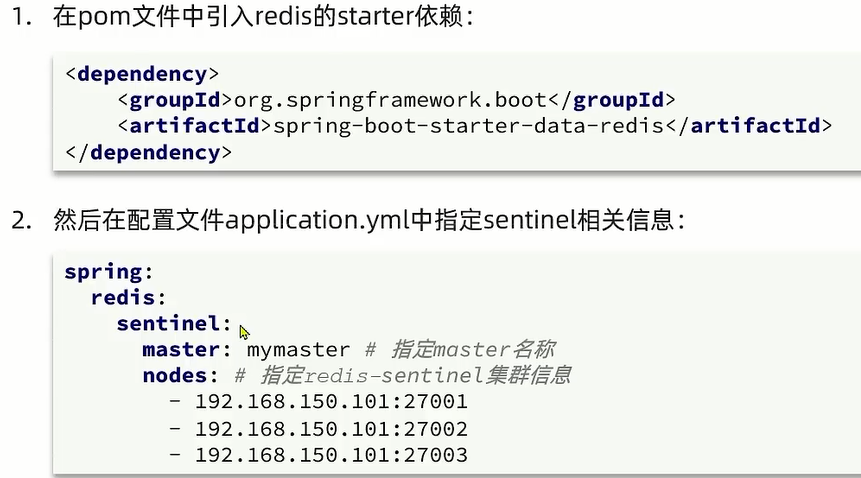 1. 在pom文件中引入redis的starter依赖：
<dependency>
    <groupId>org.springframework.boot</groupId>
    <artifactId>spring-boot-starter-data-redis</artifactId>
</dependency>
2. 然后在配置文件application.yml中指定sentinel相关信息：
spring:
  redis:
    sentinel:
      master: mymaster # 指定master名称
      nodes: # 指定redis-sentinel集群信息
        - 192.168.150.101:27001
        - 192.168.150.101:27002
        - 192.168.150.101:27003